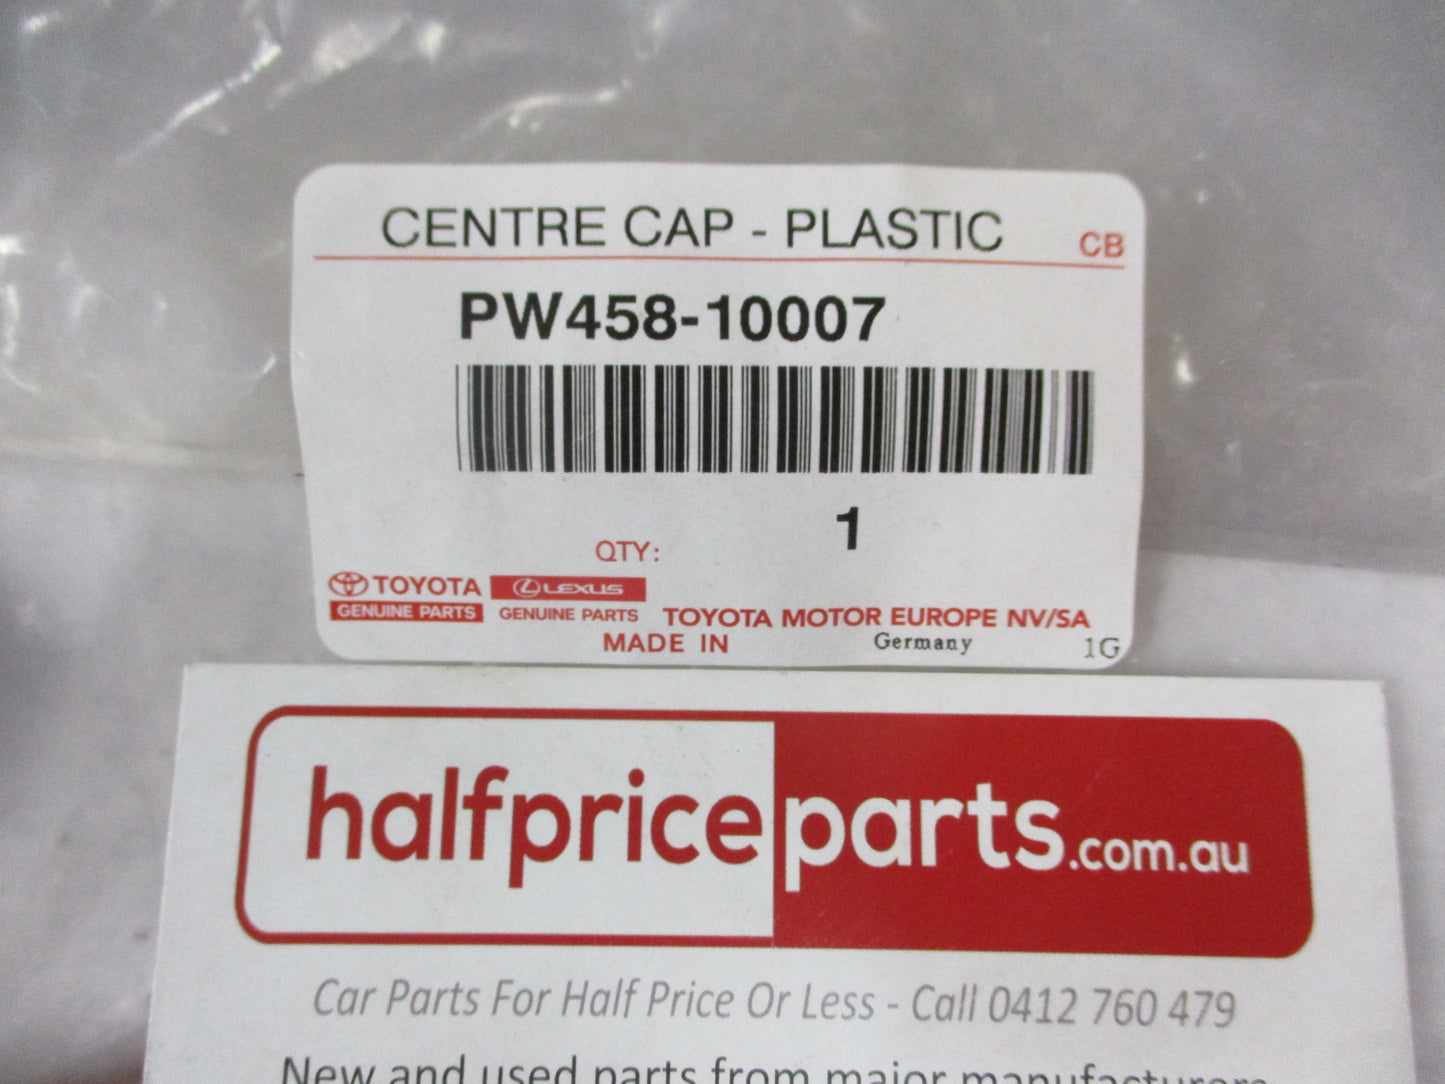 CENTRE CAP - PLASTIC CB
PW458-10007
QTY: 1
TOYOTA LEXUS
GENUINE PARTS GENUINE PARTS TOYOTA MOTOR EUROPE NV/SA
MADE IN Germany 1G
halfpriceparts.com.au
Car Parts For Half Price Or Less - Call 0412 760 479
New and used parts from major manufacturers